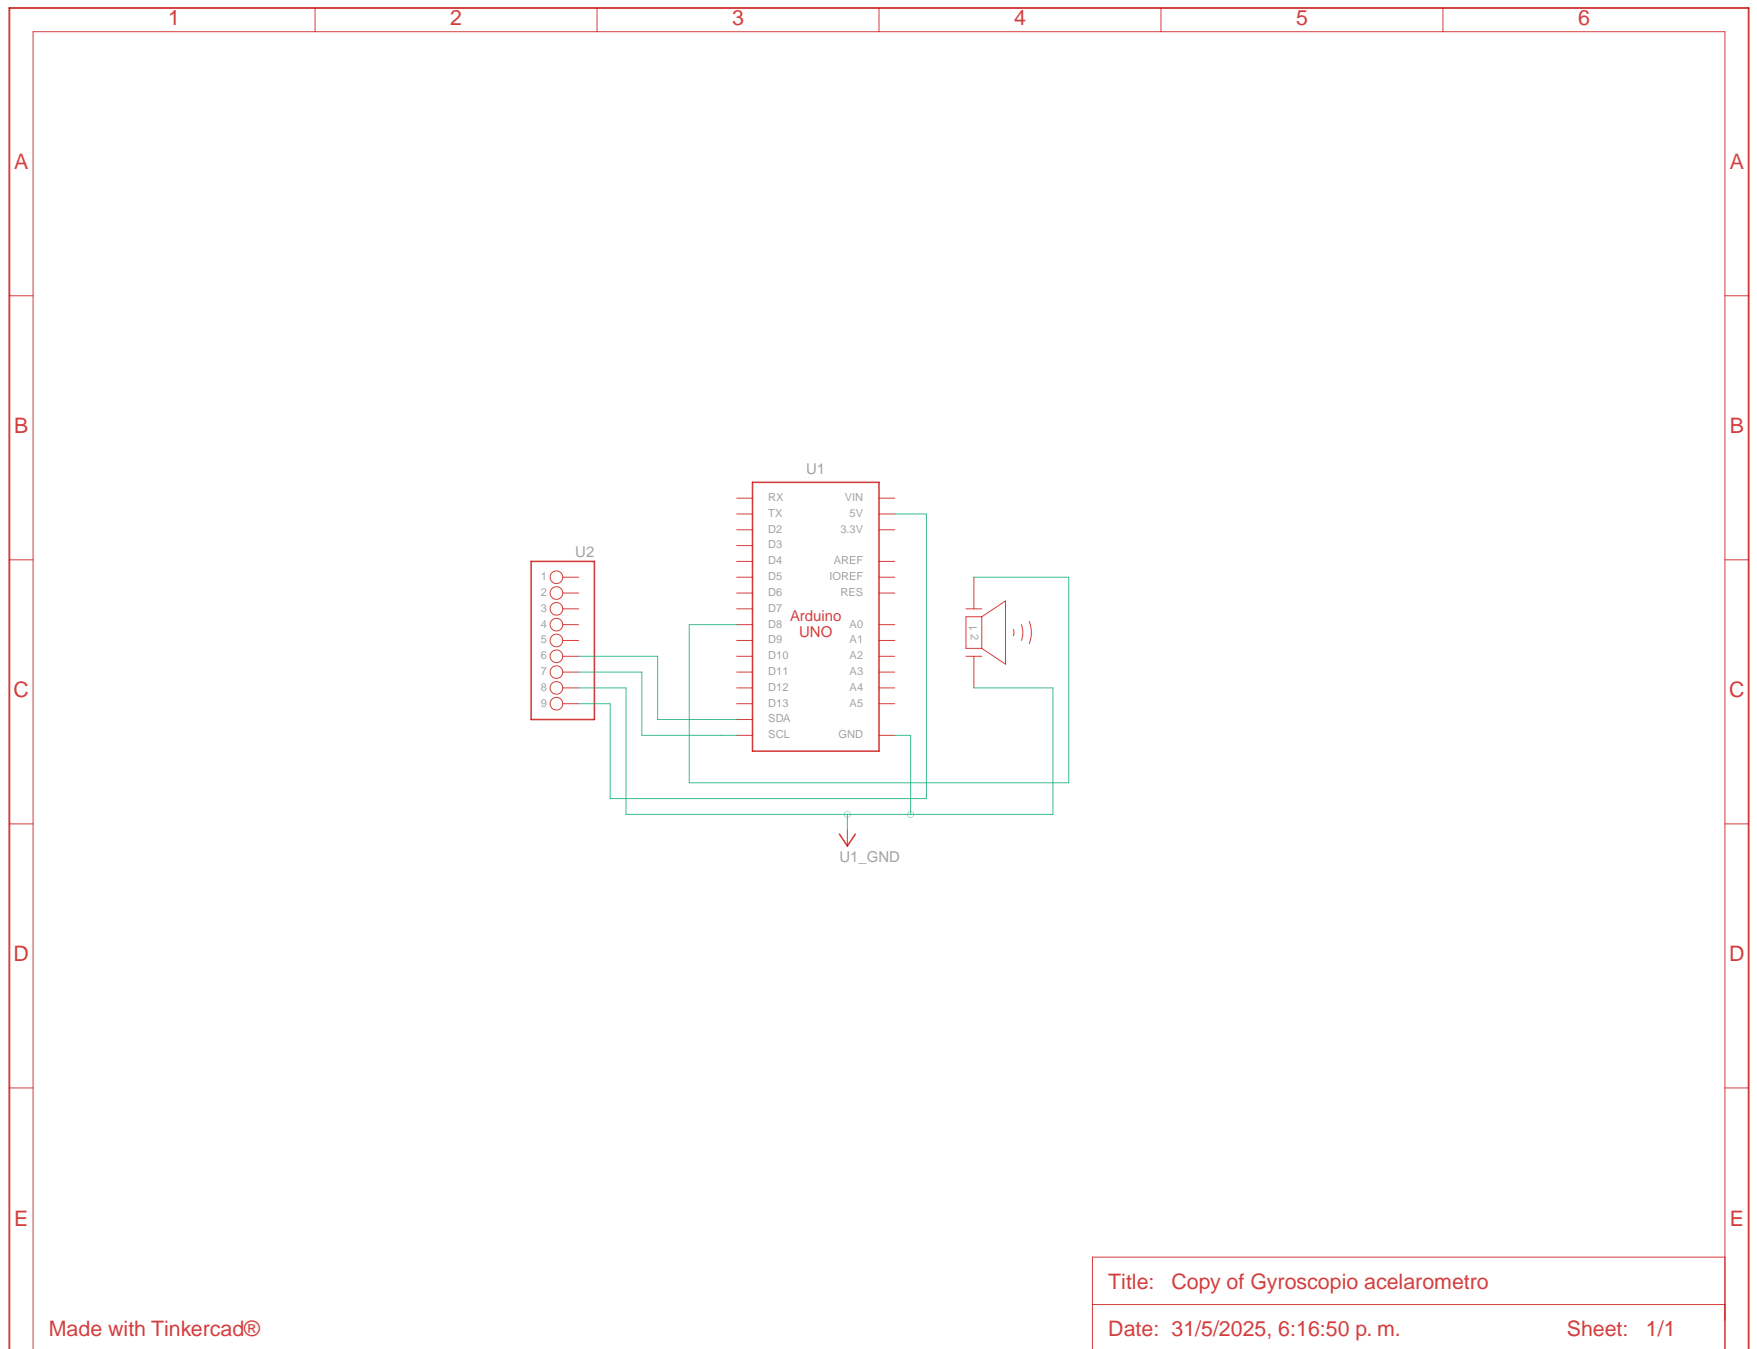 1 2 3 4 5 6
A A
B B
U1
RX VIN
TX 5V
D2 3.3V
D3
D4 AREF
D5 IOREF
D6 RES
D7
Arduino
UNO
D8 A0
D9 A1
D10 A2
D11 A3
D12 A4
D13 A5
SDA
SCL GND
U2
1
2
3
4
5
6
7
8
9
1 2
C C
U1_GND
D D
E E
Title: Copy of Gyroscopio acelarometro
Made with Tinkercad®
Date: 31/5/2025, 6:16:50 p. m. Sheet: 1/1